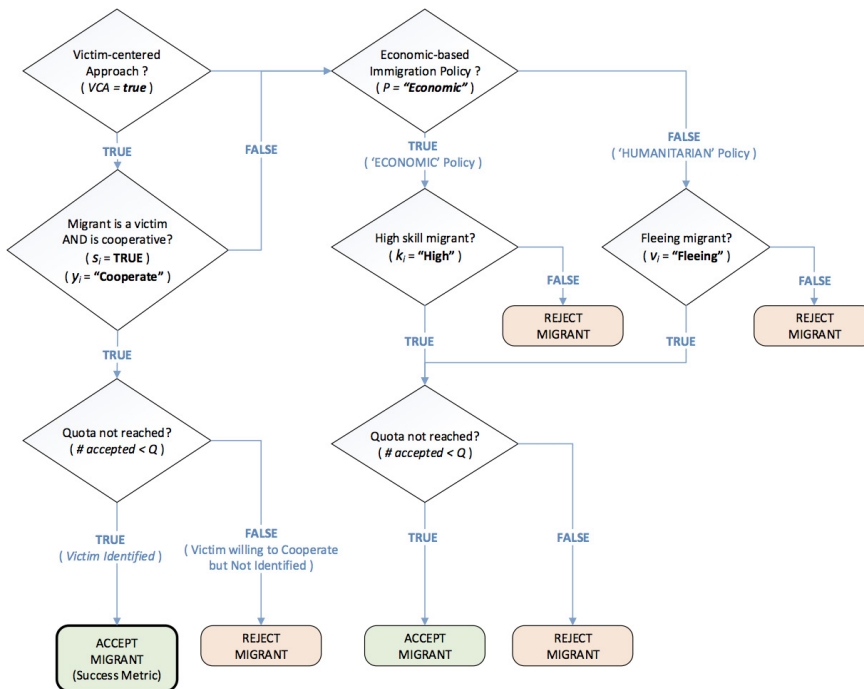 Victim-centered
Approach ?
( VCA = true )
Economic-based
Immigration Policy ?
( P = “Economic” )
TRUE
FALSE
TRUE
( ‘ECONOMIC’ Policy )
FALSE
( ‘HUMANITARIAN’ Policy )
Migrant is a victim
AND is cooperative?
( si = TRUE )
( yi = “Cooperate” )
High skill migrant?
( ki = “High” )
Fleeing migrant?
( vi = “Fleeing” )
FALSE
REJECT
MIGRANT
FALSE
REJECT
MIGRANT
TRUE
TRUE
TRUE
Quota not reached?
( # accepted < Q )
Quota not reached?
( # accepted < Q )
TRUE
( Victim Identified )
FALSE
( Victim willing to Cooperate
but Not Identified )
TRUE
FALSE
ACCEPT
MIGRANT
(Success Metric)
REJECT
MIGRANT
ACCEPT
MIGRANT
REJECT
MIGRANT